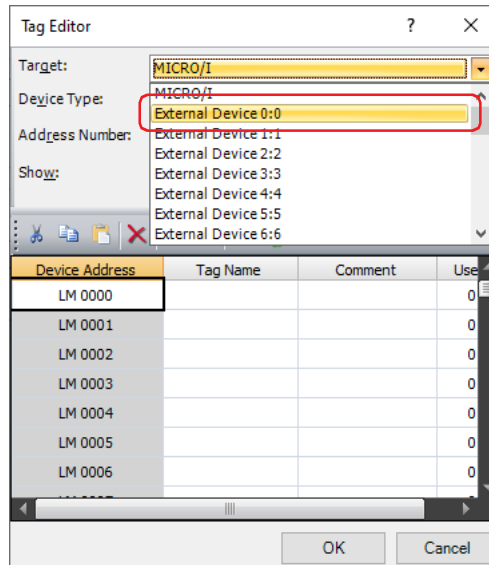 Tag Editor ? ×
Target: MICRO/I
MICRO/I
Device Type: External Device 0:0
Address Number: External Device 1:1
External Device 2:2
Show: External Device 3:3
External Device 4:4
External Device 5:5
External Device 6:6
Device Address Tag Name Comment Use
LM 0000 0
LM 0001 0
LM 0002 0
LM 0003 0
LM 0004 0
LM 0005 0
LM 0006 0
OK Cancel